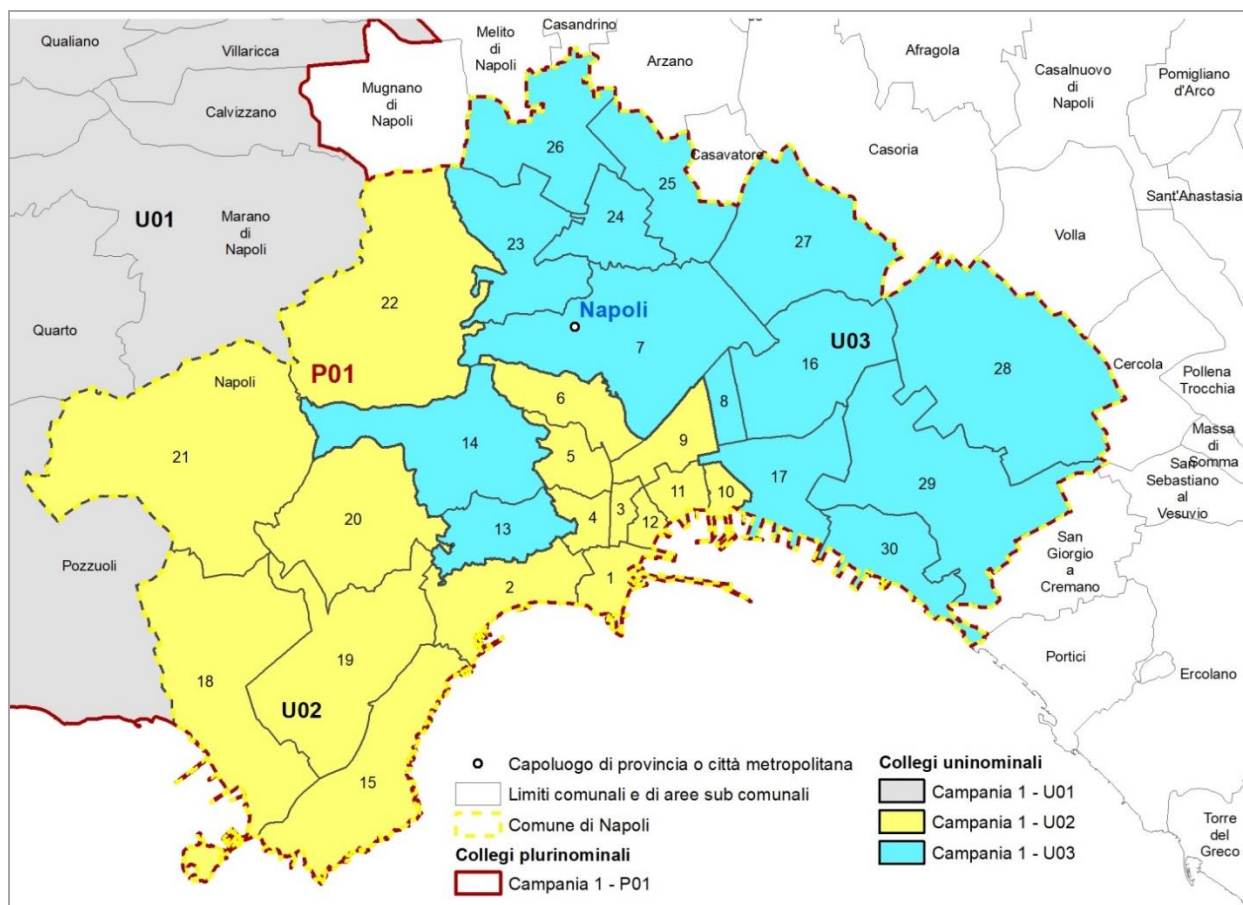 Qualiano
Villaricca
Melito
di
Napoli
Casandrino
Arzano
Afragola
Casalnuovo
di
Napoli
Pomigliano
d'Arco
Calvizzano
Mugnano
di
Napoli
Casavatore
Casoria
Sant'Anastasia
Volla
U01
Marano
di
Napoli
26
25
24
23
27
22
Napoli
7
U03
16
28
Quarto
Cercola
Pollena
Trocchia
Napoli
P01
6
8
14
9
5
21
Massa
di
Somma
San
Sebastiano
al
Vesuvio
17
29
20
11
10
4
3
12
13
30
San
Giorgio
a
Cremano
Pozzuoli
1
2
Portici
Ercolano
18
19
U02
15
Capoluogo di provincia o città metropolitana
Limiti comunali e di aree sub comunali
Comune di Napoli
Collegi plurinominali
Campania 1 - P01
Collegi uninominali
Campania 1 - U01
Campania 1 - U02
Campania 1 - U03
Torre
del
Greco